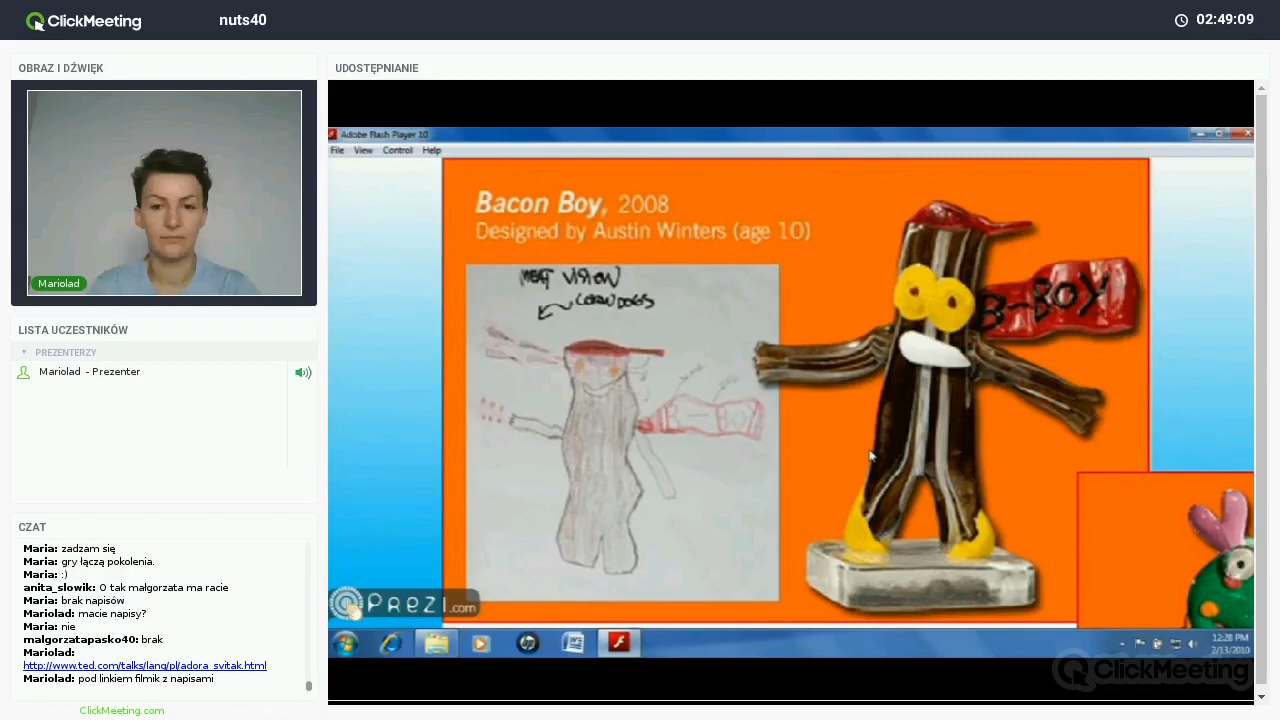 ClickMeeting
nuts40
02:49:09
OBRAZ I DŹWIĘK
Mariolad
LISTA UCZESTNIKÓW
PREZENTERZY
Mariolad - Prezenter
CZAT
Maria: zadzam się
Maria: gry łączą pokolenia.
Maria: :)
anita_slowik: O tak małgorzata ma racie
Maria: brak napisów
Mariolad: macie napisy?
Maria: nie
malgorzatapasko40: brak
Mariolad:
http://www.ted.com/talks/lang/pl/adora_svitak.html
Mariolad: pod linkiem filmik z napisami
ClickMeeting.com
UDOSTĘPNIANIE
Adobe Flash Player 10
File View Control Help
Bacon Boy, 2008
Designed by Austin Winters (age 10)
VISION
CORN DOGS
B-BOY
PREZI.com
12:28 PM
2/13/2010
ClickMeeting